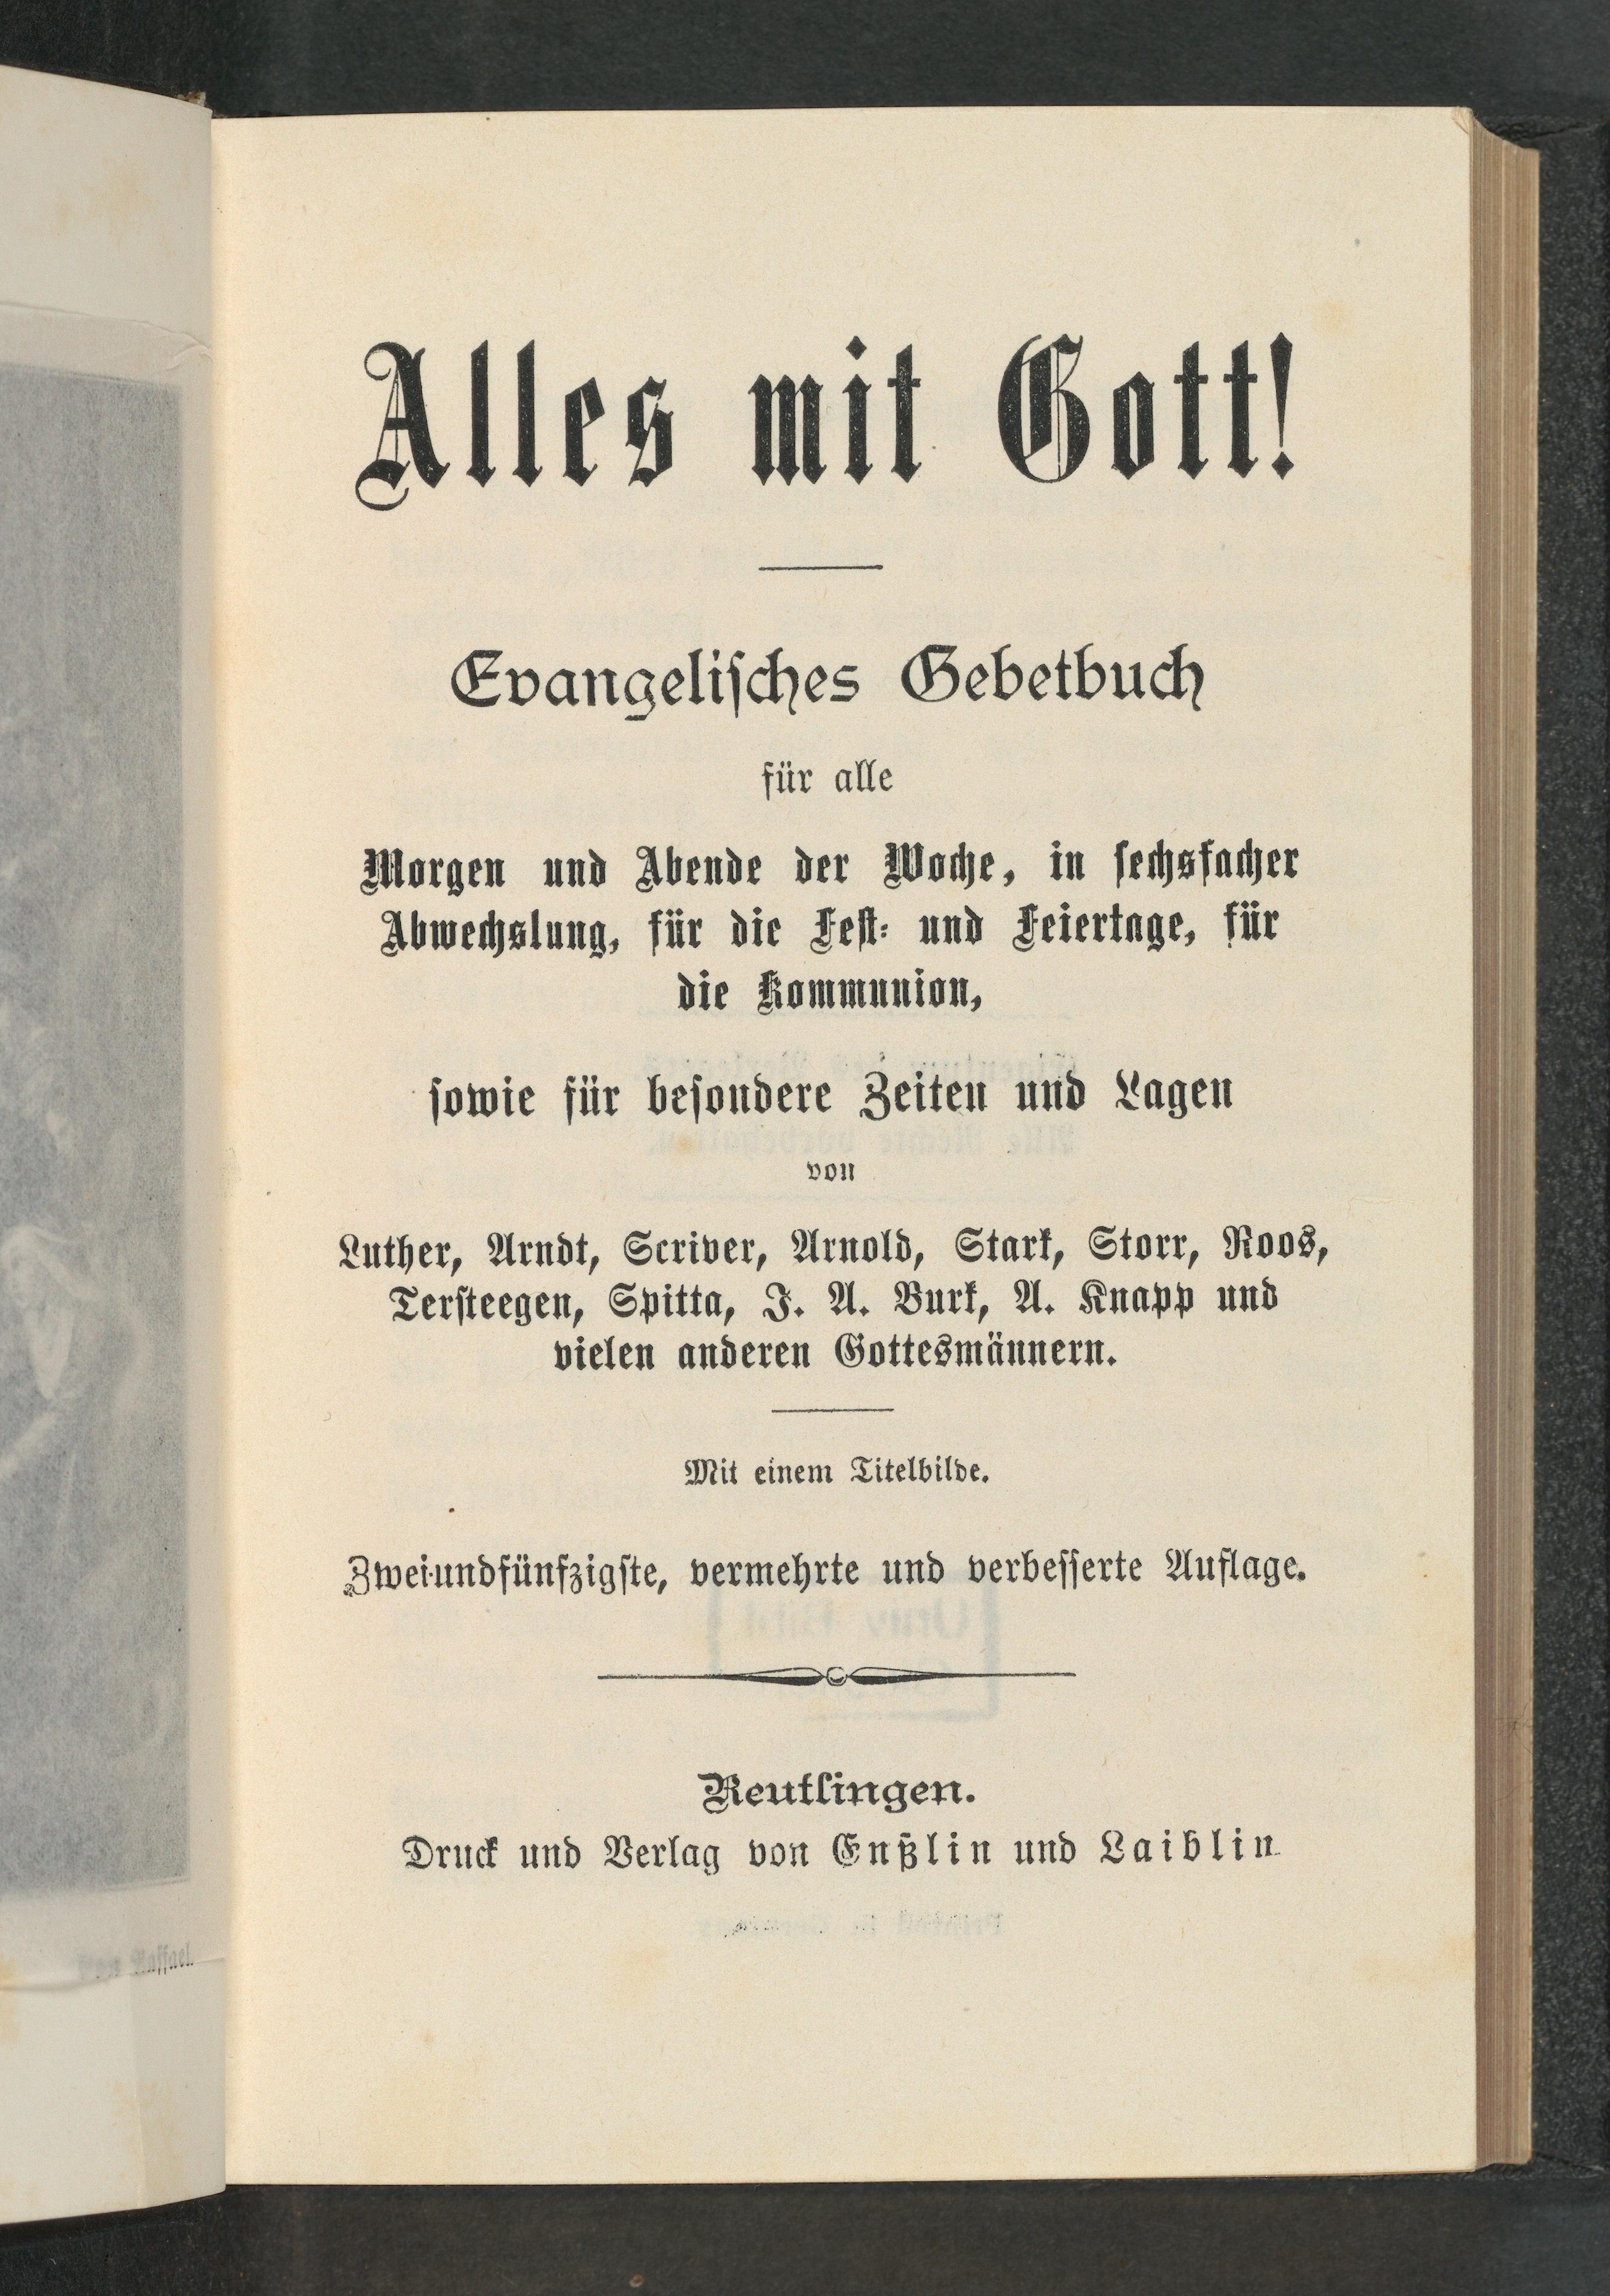 Alles mit Gott!
Evangeliſches Gebetbuch
für alle
Morgen und Abende der Woche, in ſechsfacher
Abwechslung, für die Feſt- und Feiertage, für
die Kommunion,
ſowie für beſondere Zeiten und Lagen
von
Luther, Arndt, Scriver, Arnold, Stark, Storr, Roos,
Terſteegen, Spitta, J. A. Burk, A. Knapp und
vielen anderen Gottesmännern.
Mit einem Titelbilde.
Zweiundfünfzigſte, vermehrte und verbeſſerte Auflage.
Reutlingen.
Druck und Verlag von Enßlin und Laiblin
Raffael.